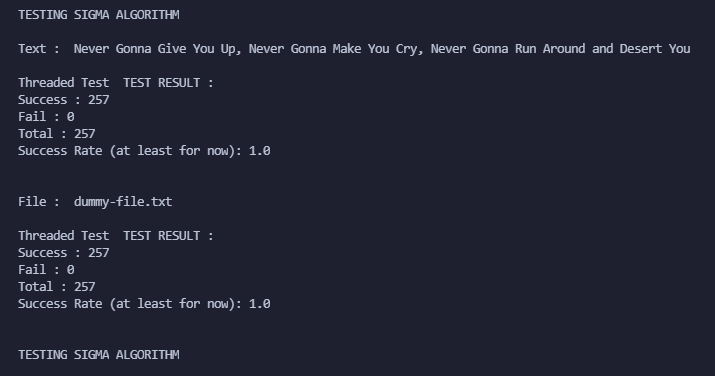 TESTING SIGMA ALGORITHM
Text :  Never Gonna Give You Up, Never Gonna Make You Cry, Never Gonna Run Around and Desert You
Threaded Test  TEST RESULT :
Success : 257
Fail : 0
Total : 257
Success Rate (at least for now): 1.0
File :  dummy-file.txt
Threaded Test  TEST RESULT :
Success : 257
Fail : 0
Total : 257
Success Rate (at least for now): 1.0
TESTING SIGMA ALGORITHM